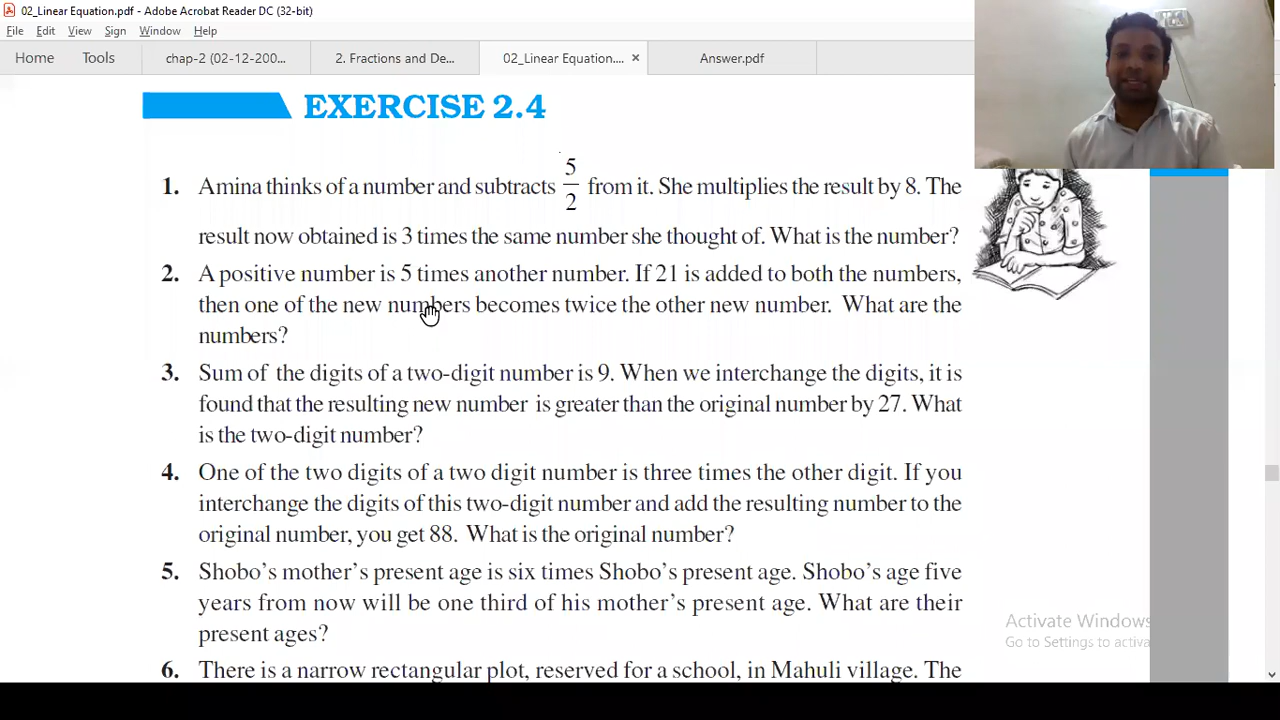 02_Linear Equation.pdf - Adobe Acrobat Reader DC (32-bit)
File Edit View Sign Window Help
Home Tools chap-2 (02-12-200... 2. Fractions and De... 02_Linear Equation.... × Answer.pdf
EXERCISE 2.4
1. Amina thinks of a number and subtracts 5/2 from it. She multiplies the result by 8. The
result now obtained is 3 times the same number she thought of. What is the number?
2. A positive number is 5 times another number. If 21 is added to both the numbers,
then one of the new numbers becomes twice the other new number. What are the
numbers?
3. Sum of the digits of a two-digit number is 9. When we interchange the digits, it is
found that the resulting new number is greater than the original number by 27. What
is the two-digit number?
4. One of the two digits of a two digit number is three times the other digit. If you
interchange the digits of this two-digit number and add the resulting number to the
original number, you get 88. What is the original number?
5. Shobo's mother's present age is six times Shobo's present age. Shobo's age five
years from now will be one third of his mother's present age. What are their
present ages?
6. There is a narrow rectangular plot, reserved for a school, in Mahuli village. The
Activate Windows
Go to Settings to activa